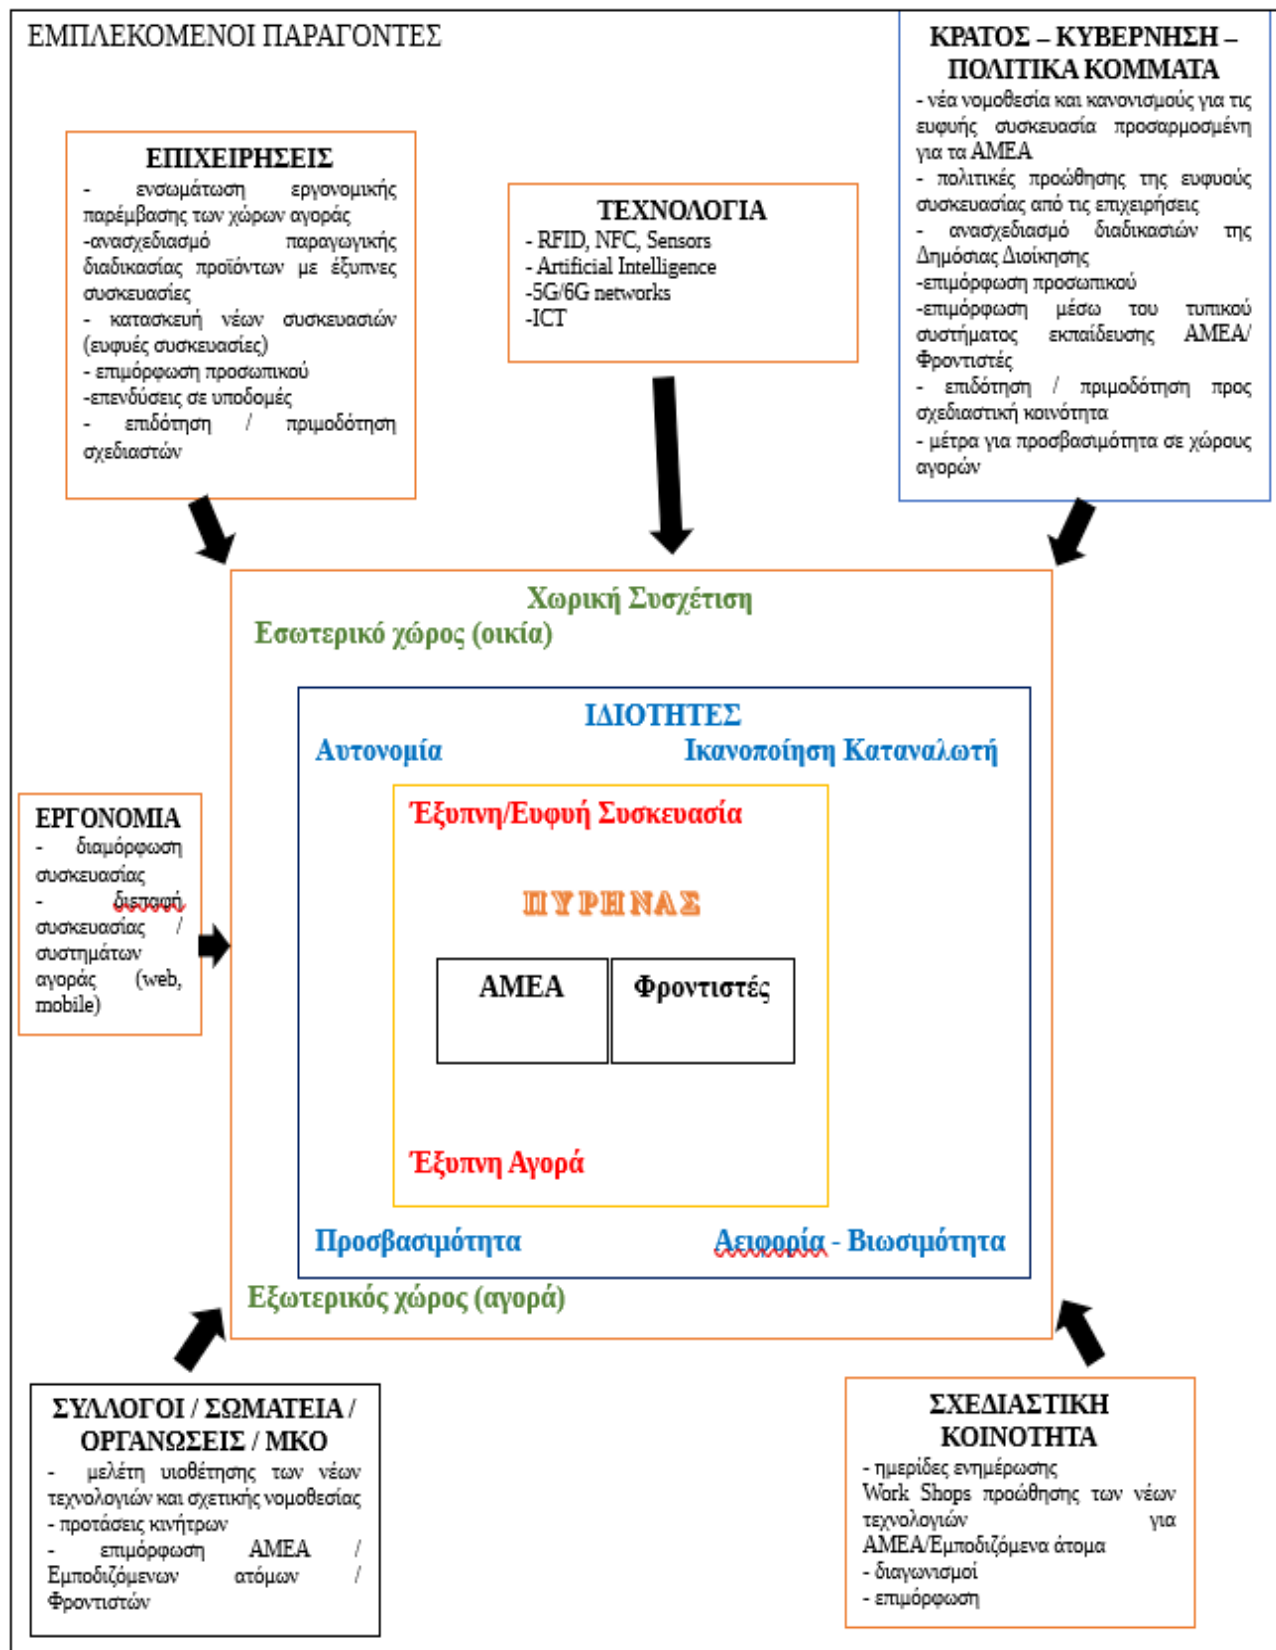 ΕΜΠΛΕΚΟΜΕΝΟΙ ΠΑΡΑΓΟΝΤΕΣ
ΕΠΙΧΕΙΡΗΣΕΙΣ
- ενσωμάτωση εργονομικής
παρέμβασης των χώρων αγοράς
-ανασχεδιασμό παραγωγικής
διαδικασίας προϊόντων με έξυπνες
συσκευασίες
- κατασκευή νέων συσκευασιών
(ευφυές συσκευασίες)
- επιμόρφωση προσωπικού
-επενδύσεις σε υποδομές
- επιδότηση / πριμοδότηση
σχεδιαστών
ΤΕΧΝΟΛΟΓΙΑ
- RFID, NFC, Sensors
- Artificial Intelligence
-5G/6G networks
-ICT
ΚΡΑΤΟΣ – ΚΥΒΕΡΝΗΣΗ –
ΠΟΛΙΤΙΚΑ ΚΟΜΜΑΤΑ
- νέα νομοθεσία και κανονισμούς για τις
ευφυής συσκευασία προσαρμοσμένη
για τα ΑΜΕΑ
- πολιτικές προώθησης της ευφυούς
συσκευασίας από τις επιχειρήσεις
- ανασχεδιασμό διαδικασιών της
Δημόσιας Διοίκησης
-επιμόρφωση προσωπικού
-επιμόρφωση μέσω του τυπικού
συστήματος εκπαίδευσης ΑΜΕΑ/
Φροντιστές
- επιδότηση / πριμοδότηση προς
σχεδιαστική κοινότητα
- μέτρα για προσβασιμότητα σε χώρους
αγορών
Χωρική Συσχέτιση
Εσωτερικό χώρος (οικία)
ΙΔΙΟΤΗΤΕΣ
Αυτονομία
Ικανοποίηση Καταναλωτή
Έξυπνη/Ευφυή Συσκευασία
ΠΥΡΗΝΑΣ
ΑΜΕΑ
Φροντιστές
Έξυπνη Αγορά
Προσβασιμότητα
Αειφορία - Βιωσιμότητα
Εξωτερικός χώρος (αγορά)
ΕΡΓΟΝΟΜΙΑ
- διαμόρφωση
συσκευασίας
- διεπαφή
συσκευασίας /
συστημάτων
αγοράς (web,
mobile)
ΣΥΛΛΟΓΟΙ / ΣΩΜΑΤΕΙΑ /
ΟΡΓΑΝΩΣΕΙΣ / ΜΚΟ
- μελέτη υιοθέτησης των νέων
τεχνολογιών και σχετικής νομοθεσίας
- προτάσεις κινήτρων
- επιμόρφωση ΑΜΕΑ /
Εμποδιζόμενων ατόμων /
Φροντιστών
ΣΧΕΔΙΑΣΤΙΚΗ
ΚΟΙΝΟΤΗΤΑ
- ημερίδες ενημέρωσης
Work Shops προώθησης των νέων
τεχνολογιών για
ΑΜΕΑ/Εμποδιζόμενα άτομα
- διαγωνισμοί
- επιμόρφωση